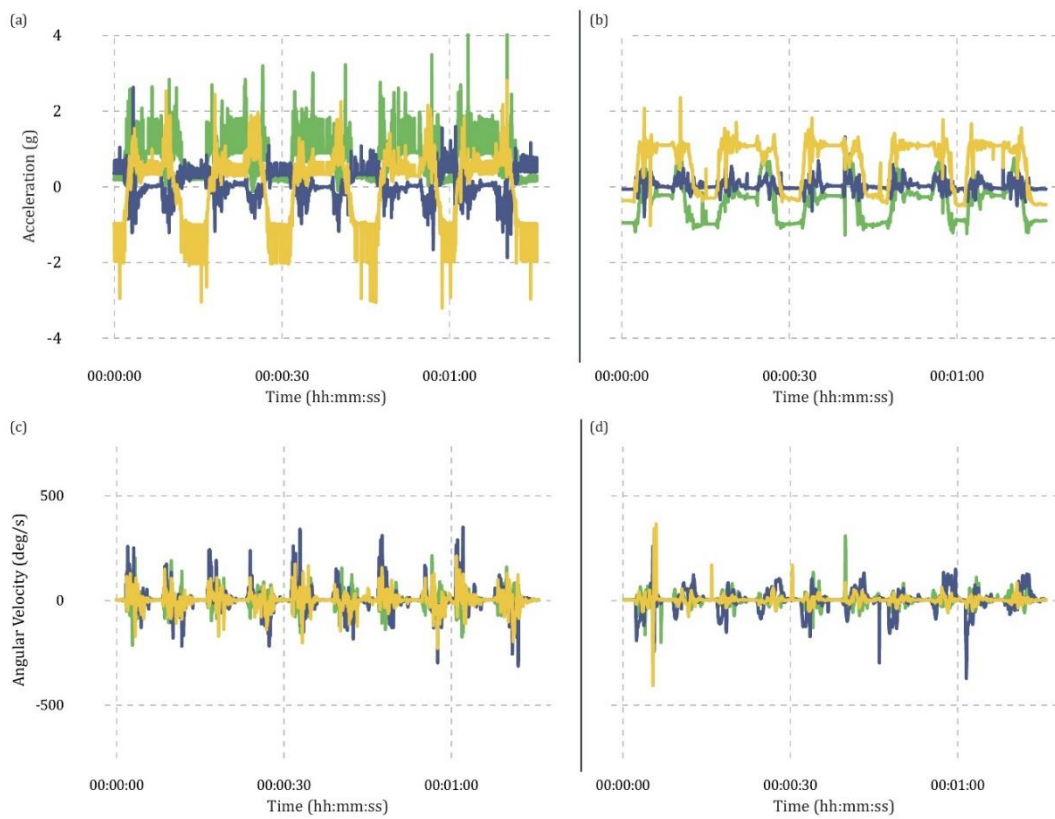 (a)
4
2
0
-2
-4
Acceleration (g)
00:00:00
00:00:30
00:01:00
Time (hh:mm:ss)
(b)
00:00:00
00:00:30
00:01:00
Time (hh:mm:ss)
(c)
500
0
-500
Angular Velocity (deg/s)
00:00:00
00:00:30
00:01:00
Time (hh:mm:ss)
(d)
00:00:00
00:00:30
00:01:00
Time (hh:mm:ss)